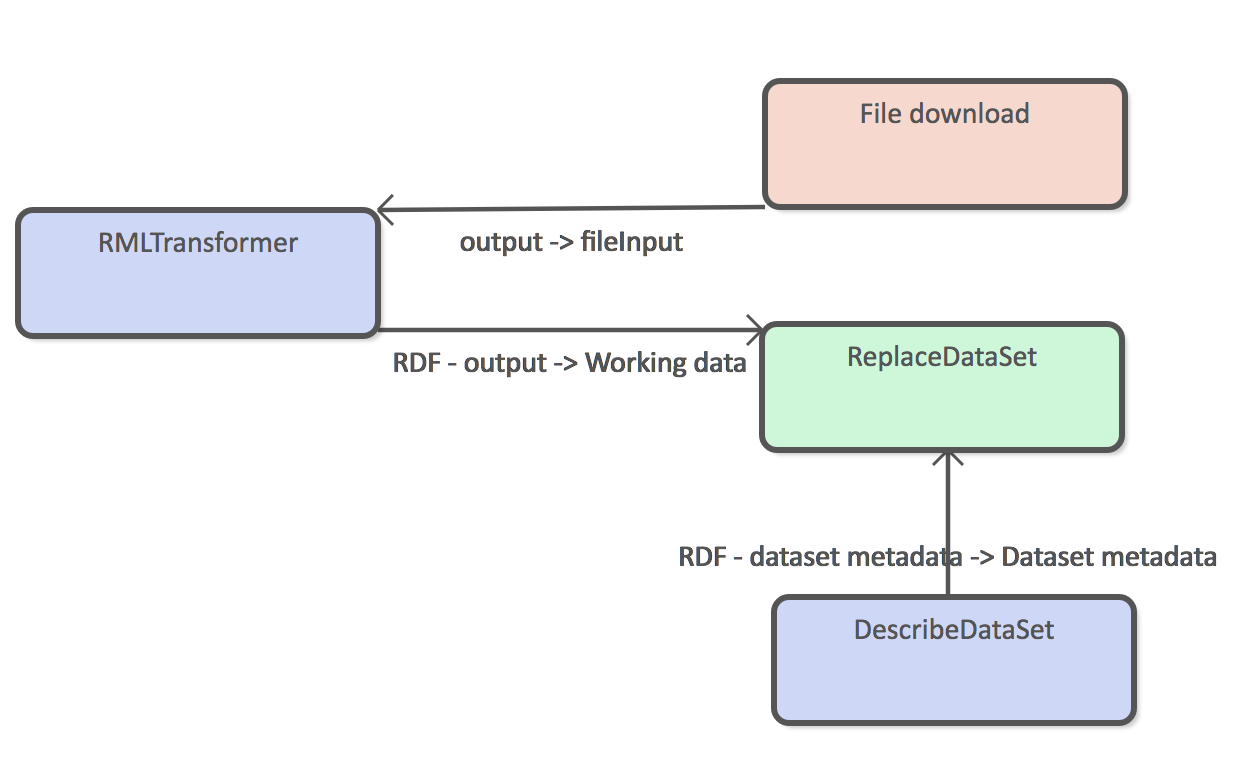 File download
RMLTransformer
output -> fileInput
RDF - output -> Working data
ReplaceDataSet
RDF - dataset metadata -> Dataset metadata
DescribeDataSet